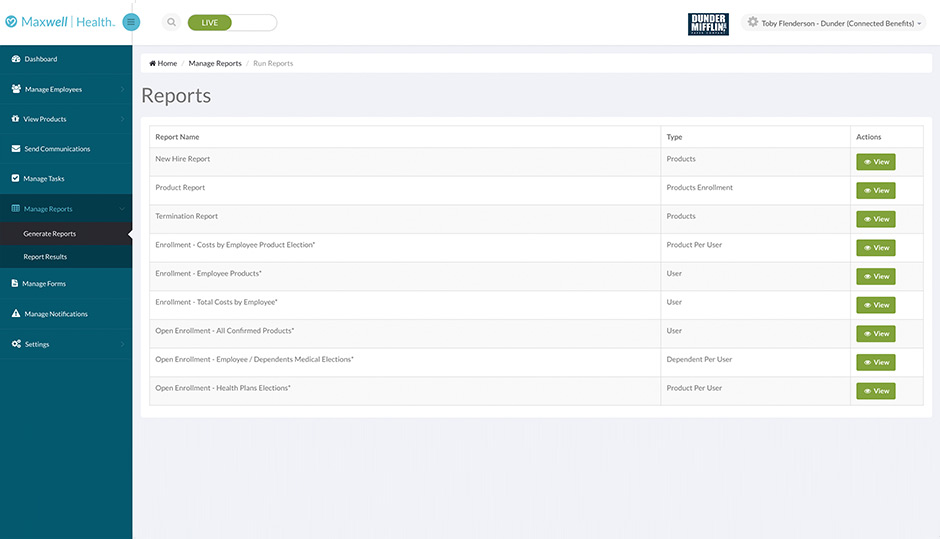 Maxwell | Health
LIVE
DUNDER
MIFFLIN
Toby Flenderson - Dunder (Connected Benefits)
Dashboard
Manage Employees
View Products
Send Communications
Manage Tasks
Manage Reports
Generate Reports
Report Results
Manage Forms
Manage Notifications
Settings
Home / Manage Reports / Run Reports
Reports
Report Name Type Actions
New Hire Report Products View
Product Report Products Enrollment View
Termination Report Products View
Enrollment - Costs by Employee Product Election* Product Per User View
Enrollment - Employee Products* User View
Enrollment - Total Costs by Employee* User View
Open Enrollment - All Confirmed Products* User View
Open Enrollment - Employee / Dependents Medical Elections* Dependent Per User View
Open Enrollment - Health Plans Elections* Product Per User View